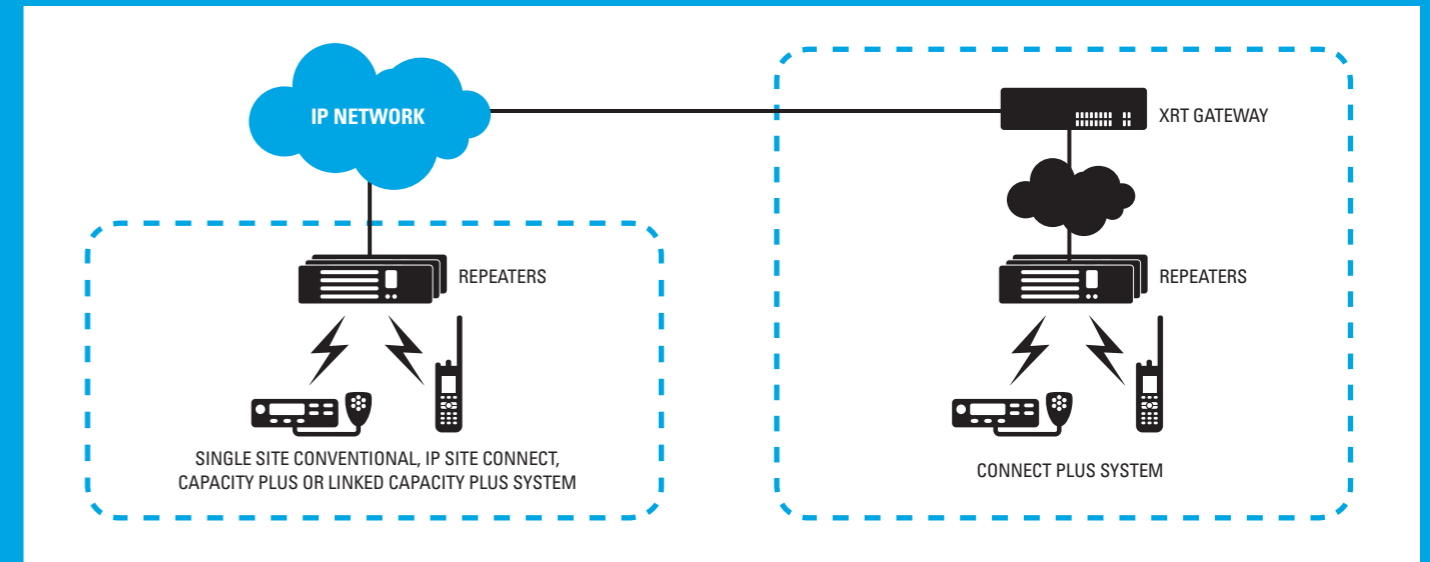 IP NETWORK
XRT GATEWAY
REPEATERS
REPEATERS
SINGLE SITE CONVENTIONAL, IP SITE CONNECT,
CAPACITY PLUS OR LINKED CAPACITY PLUS SYSTEM
CONNECT PLUS SYSTEM